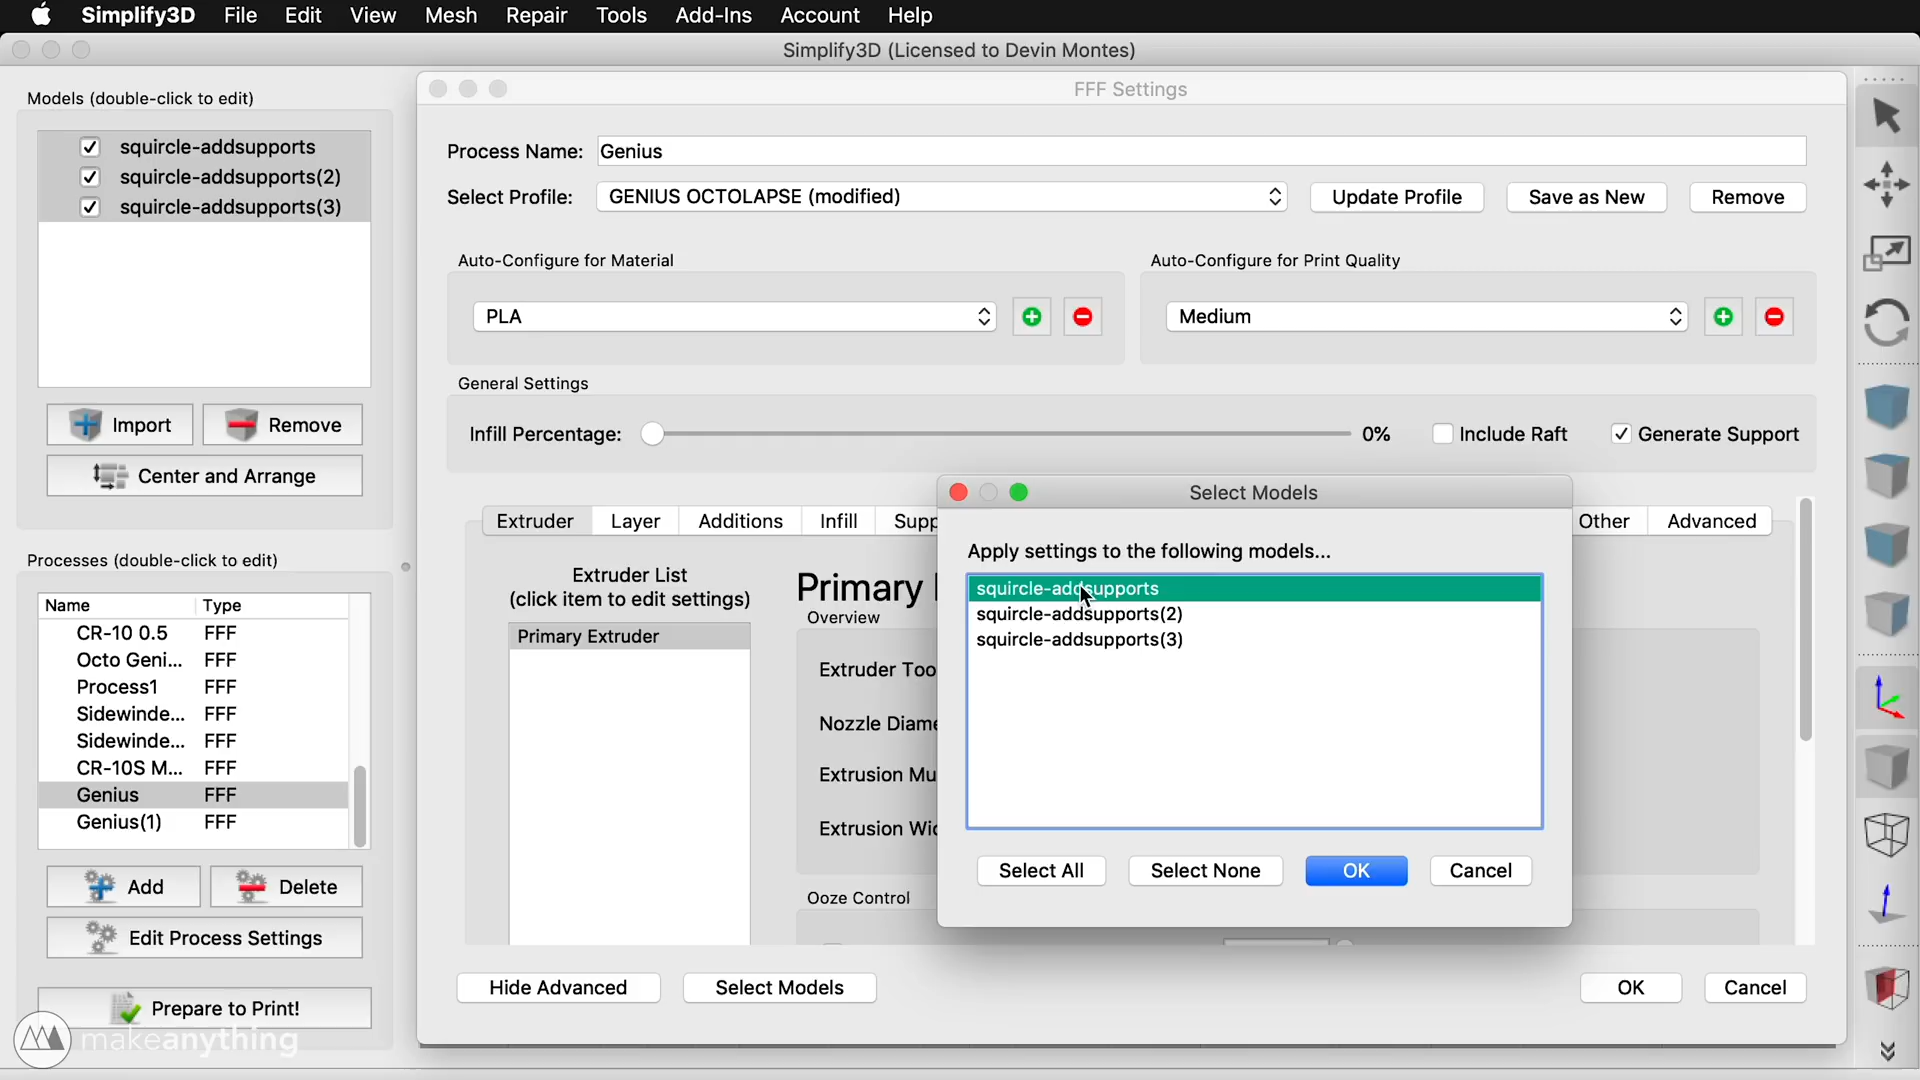 Simplify3D File Edit View Mesh Repair Tools Add-Ins Account Help
Simplify3D (Licensed to Devin Montes)
Models (double-click to edit)
squircle-addsupports
squircle-addsupports(2)
squircle-addsupports(3)
Import Remove
Center and Arrange
Processes (double-click to edit)
Name Type
CR-10 0.5 FFF
Octo Geni... FFF
Process1 FFF
Sidewinde... FFF
Sidewinde... FFF
CR-10S M... FFF
Genius FFF
Genius(1) FFF
Add Delete
Edit Process Settings
Prepare to Print!
makeanything
FFF Settings
Process Name: Genius
Select Profile: GENIUS OCTOLAPSE (modified) Update Profile Save as New Remove
Auto-Configure for Material Auto-Configure for Print Quality
PLA Medium
General Settings
Infill Percentage: 0% Include Raft Generate Support
Extruder Layer Additions Infill Supp Other Advanced
Extruder List
(click item to edit settings)
Primary Extruder
Primary
Overview
Extruder Too
Nozzle Diame
Extrusion Mu
Extrusion Wi
Ooze Control
Select Models
Apply settings to the following models...
squircle-addsupports
squircle-addsupports(2)
squircle-addsupports(3)
Select All Select None OK Cancel
Hide Advanced Select Models OK Cancel